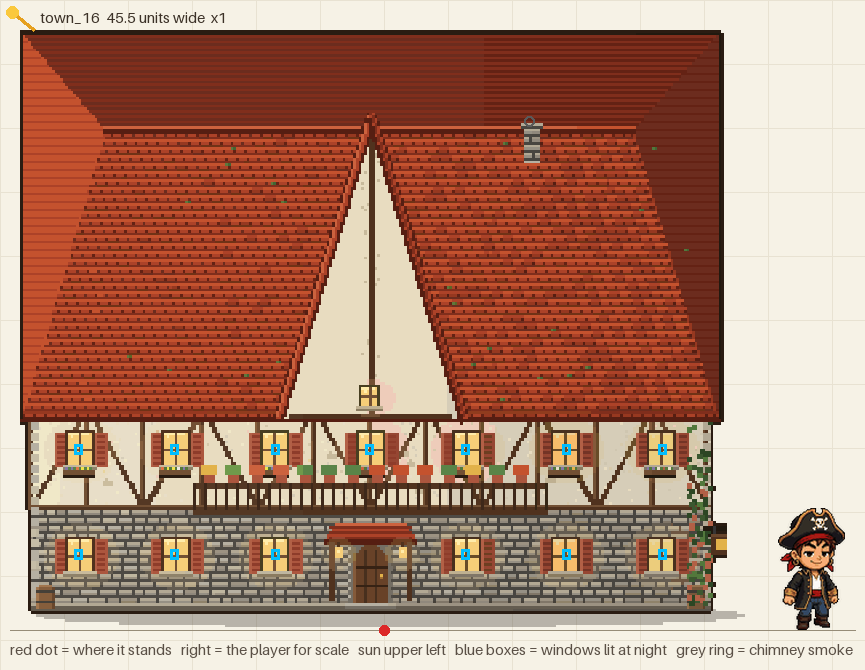 town_16 45.5 units wide x1
red dot = where it stands right = the player for scale sun upper left blue boxes = windows lit at night grey ring = chimney smoke